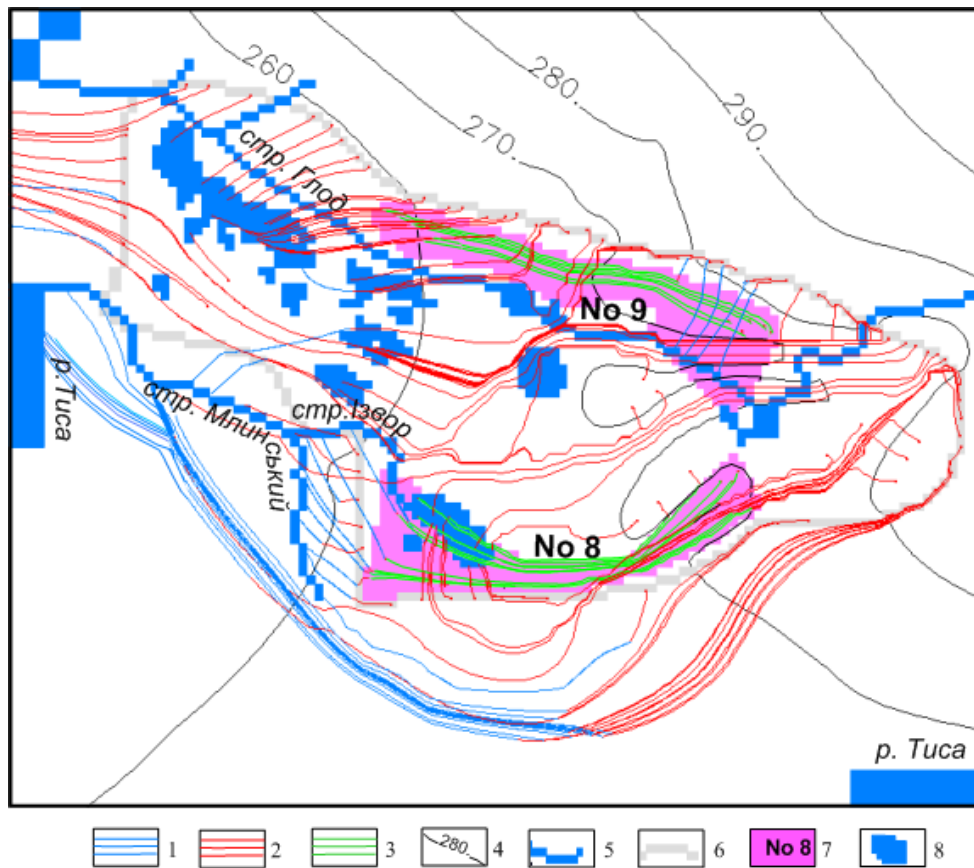 260.
280.
290.
270.
стр. Глод
No 9
р.Тиса
стр. Млинський
стр.Ізвор
No 8
р. Тиса
1
2
3
280.
4
5
6
No 8
7
8